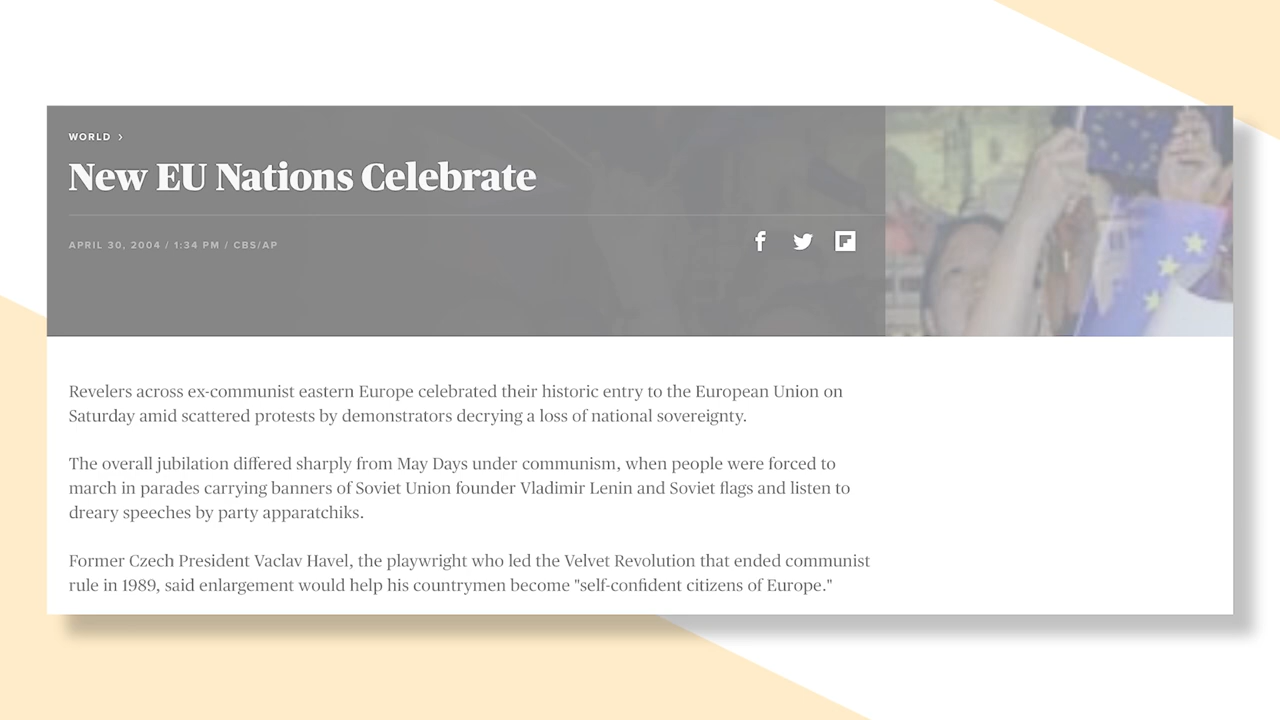 WORLD ›
New EU Nations Celebrate
APRIL 30, 2004 / 1:34 PM / CBS/AP
Revelers across ex-communist eastern Europe celebrated their historic entry to the European Union on
Saturday amid scattered protests by demonstrators decrying a loss of national sovereignty.
The overall jubilation differed sharply from May Days under communism, when people were forced to
march in parades carrying banners of Soviet Union founder Vladimir Lenin and Soviet flags and listen to
dreary speeches by party apparatchiks.
Former Czech President Vaclav Havel, the playwright who led the Velvet Revolution that ended communist
rule in 1989, said enlargement would help his countrymen become "self-confident citizens of Europe."